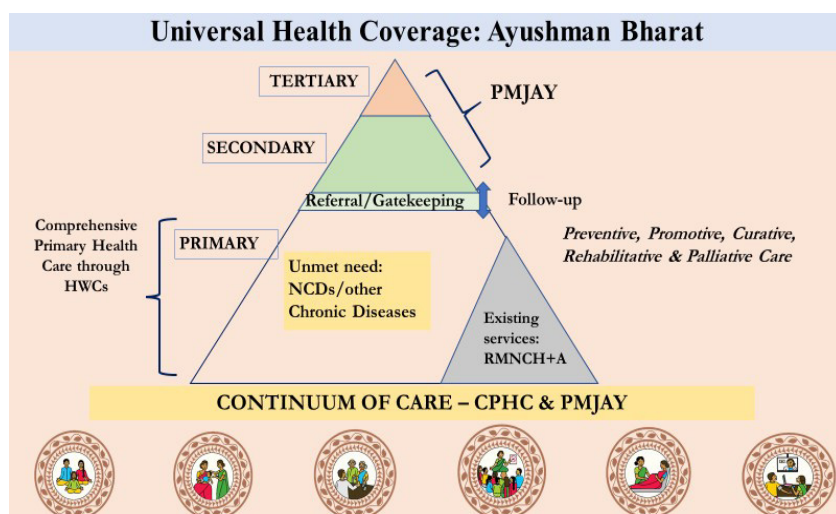 Universal Health Coverage: Ayushman Bharat
TERTIARY
PMJAY
SECONDARY
Referral/Gatekeeping
Follow-up
Comprehensive
Primary Health
Care through
HWCs
PRIMARY
Preventive, Promotive, Curative,
Rehabilitative & Palliative Care
Unmet need:
NCDs/other
Chronic Diseases
Existing
services:
RMNCH+A
CONTINUUM OF CARE – CPHC & PMJAY